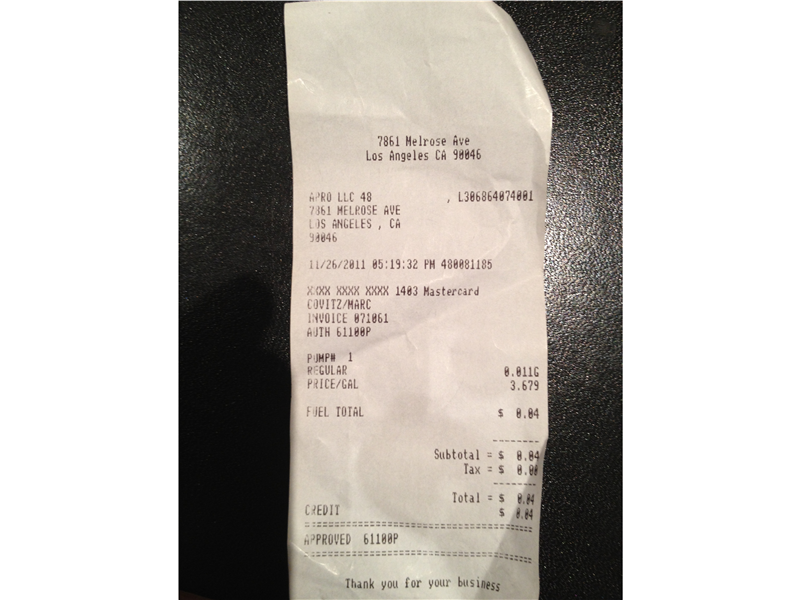 7861 Melrose Ave
Los Angeles CA 90046
APRO LLC 48 , L306864074001
7861 MELROSE AVE
LOS ANGELES , CA
90046
11/26/2011 05:19:32 PM 480081185
XXXX XXXX XXXX 1403 Mastercard
COVITZ/MARC
INVOICE 071061
AUTH 61100P
PUMP# 1
REGULAR 0.011G
PRICE/GAL 3.679
FUEL TOTAL $ 0.04
--------
Subtotal = $ 0.04
Tax = $ 0.00
--------
Total = $ 0.04
CREDIT $ 0.04
======================================
APPROVED 61100P
======================================
Thank you for your business